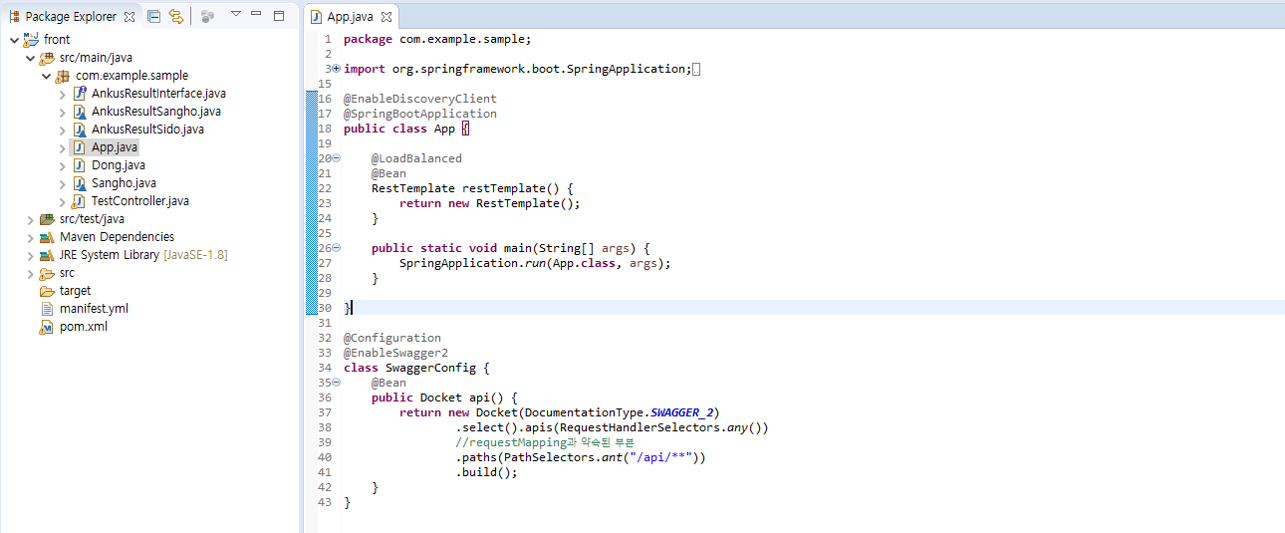 Package Explorer
front
src/main/java
com.example.sample
AnkusResultInterface.java
AnkusResultSangho.java
AnkusResultSido.java
App.java
Dong.java
Sangho.java
TestController.java
src/test/java
Maven Dependencies
JRE System Library [JavaSE-1.8]
src
target
manifest.yml
pom.xml
App.java
1 package com.example.sample;
2
3 import org.springframework.boot.SpringApplication;
15
16 @EnableDiscoveryClient
17 @SpringBootApplication
18 public class App {
19
20 @LoadBalanced
21 @Bean
22 RestTemplate restTemplate() {
23 return new RestTemplate();
24 }
25
26 public static void main(String[] args) {
27 SpringApplication.run(App.class, args);
28 }
29
30 }
31
32 @Configuration
33 @EnableSwagger2
34 class SwaggerConfig {
35 @Bean
36 public Docket api() {
37 return new Docket(DocumentationType.SWAGGER_2)
38 .select().apis(RequestHandlerSelectors.any())
39 //requestMapping과 약속된 부분
40 .paths(PathSelectors.ant("/api/**"))
41 .build();
42 }
43 }